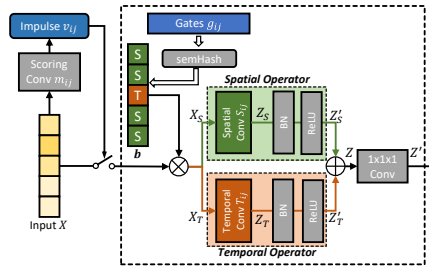 Impulse v_ij
Gates g_ij
semHash
Scoring
Conv m_ij
S
S
T
S
S
b
Spatial Operator
X_S
Spatial
Conv S_ij
Z_S
BN
ReLU
Z'_S
Z
1x1x1
Conv
Z'
X_T
Temporal
Conv T_ij
Z_T
BN
ReLU
Z'_T
Temporal Operator
Input X